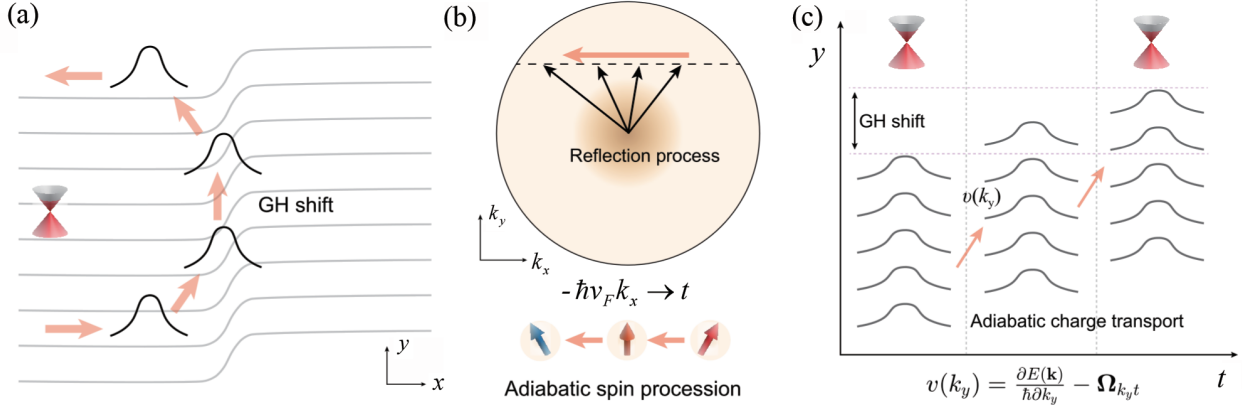 (a)
GH shift
y
x
(b)
Reflection process
k_y
k_x
-ħv_F k_x → t
Adiabatic spin procession
(c)
y
GH shift
v(k_y)
Adiabatic charge transport
t
v(k_y) = ∂E(𝐤)/ħ∂k_y − 𝛀_{k_y t}